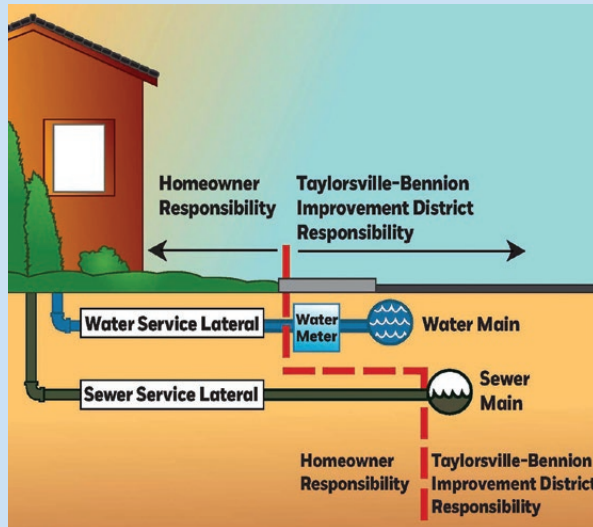 Homeowner
Responsibility
Taylorsville-Bennion
Improvement District
Responsibility
Water Service Lateral
Water
Meter
Water Main
Sewer Service Lateral
Sewer
Main
Homeowner
Responsibility
Taylorsville-Bennion
Improvement District
Responsibility